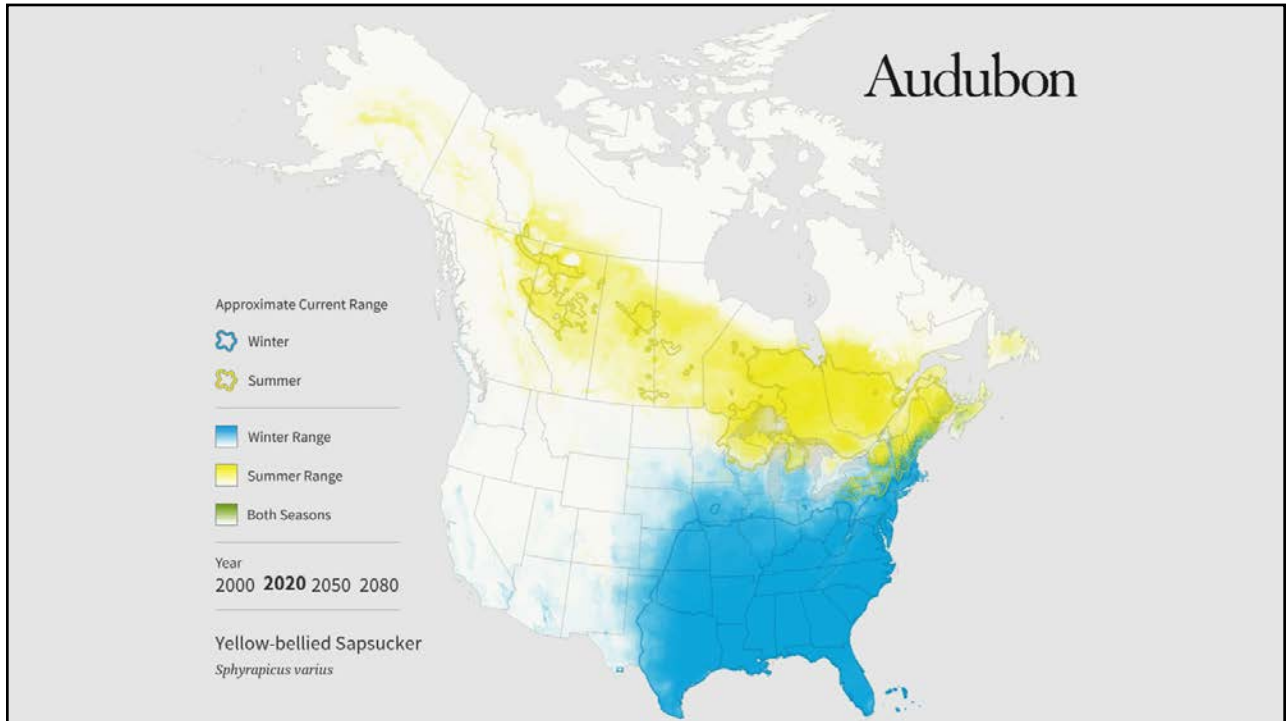 Audubon
Approximate Current Range
Winter
Summer
Winter Range
Summer Range
Both Seasons
Year
2000 2020 2050 2080
Yellow-bellied Sapsucker
Sphyrapicus varius